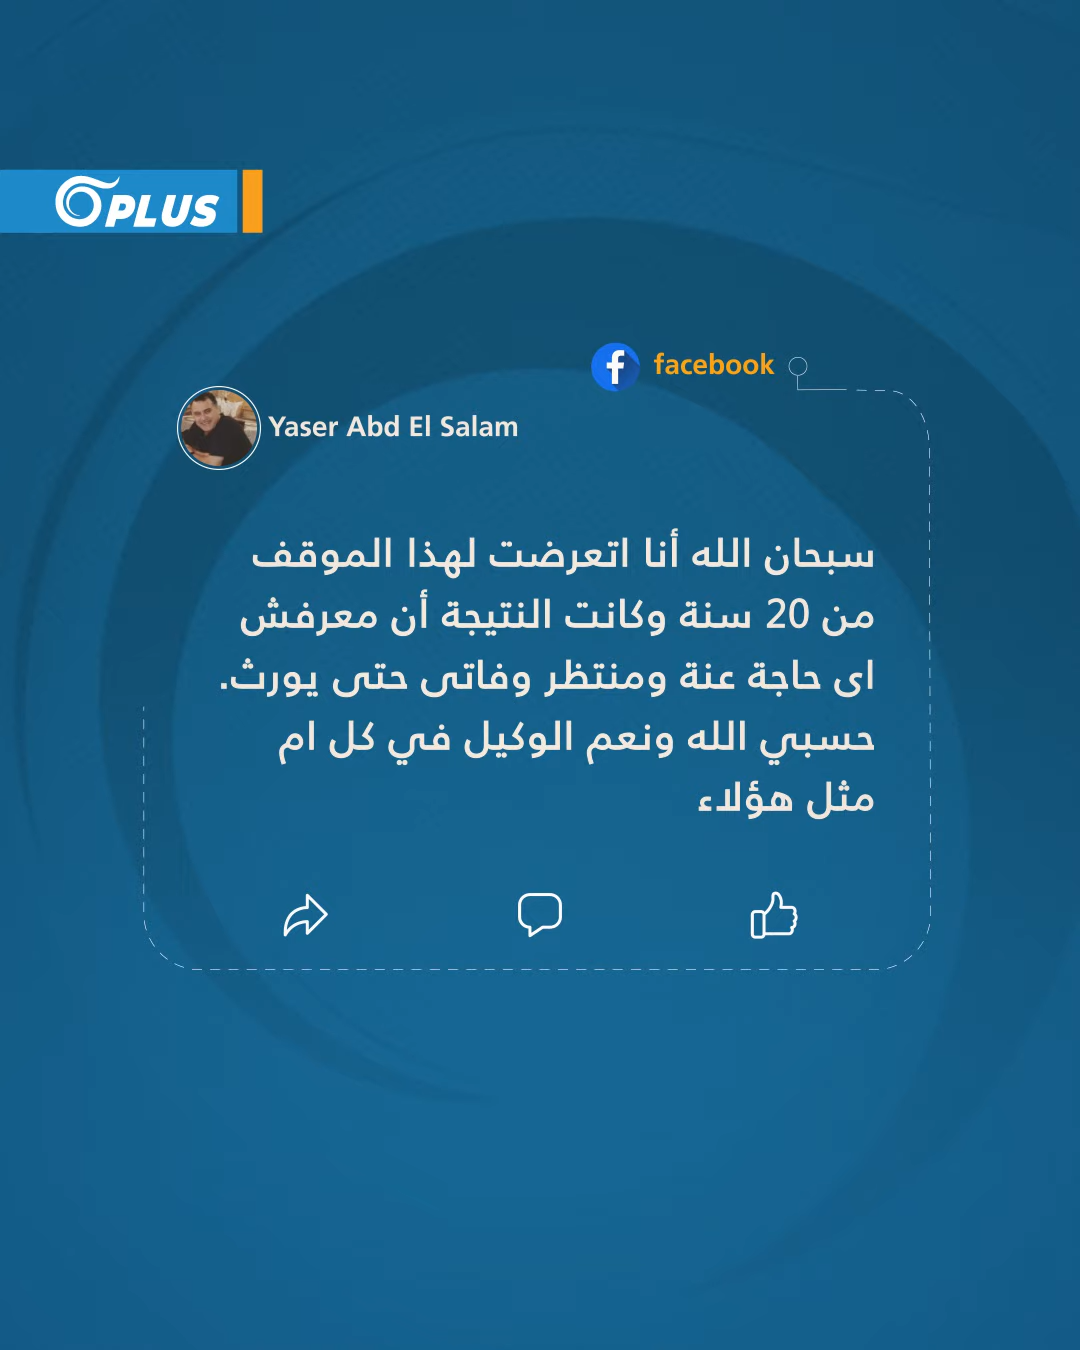 PLUS
facebook
Yaser Abd El Salam
سبحان الله أنا اتعرضت لهذا الموقف
من 20 سنة وكانت النتيجة أن معرفش
اى حاجة عنة ومنتظر وفاتى حتى يورث.
حسبي الله ونعم الوكيل في كل ام
مثل هؤلاء